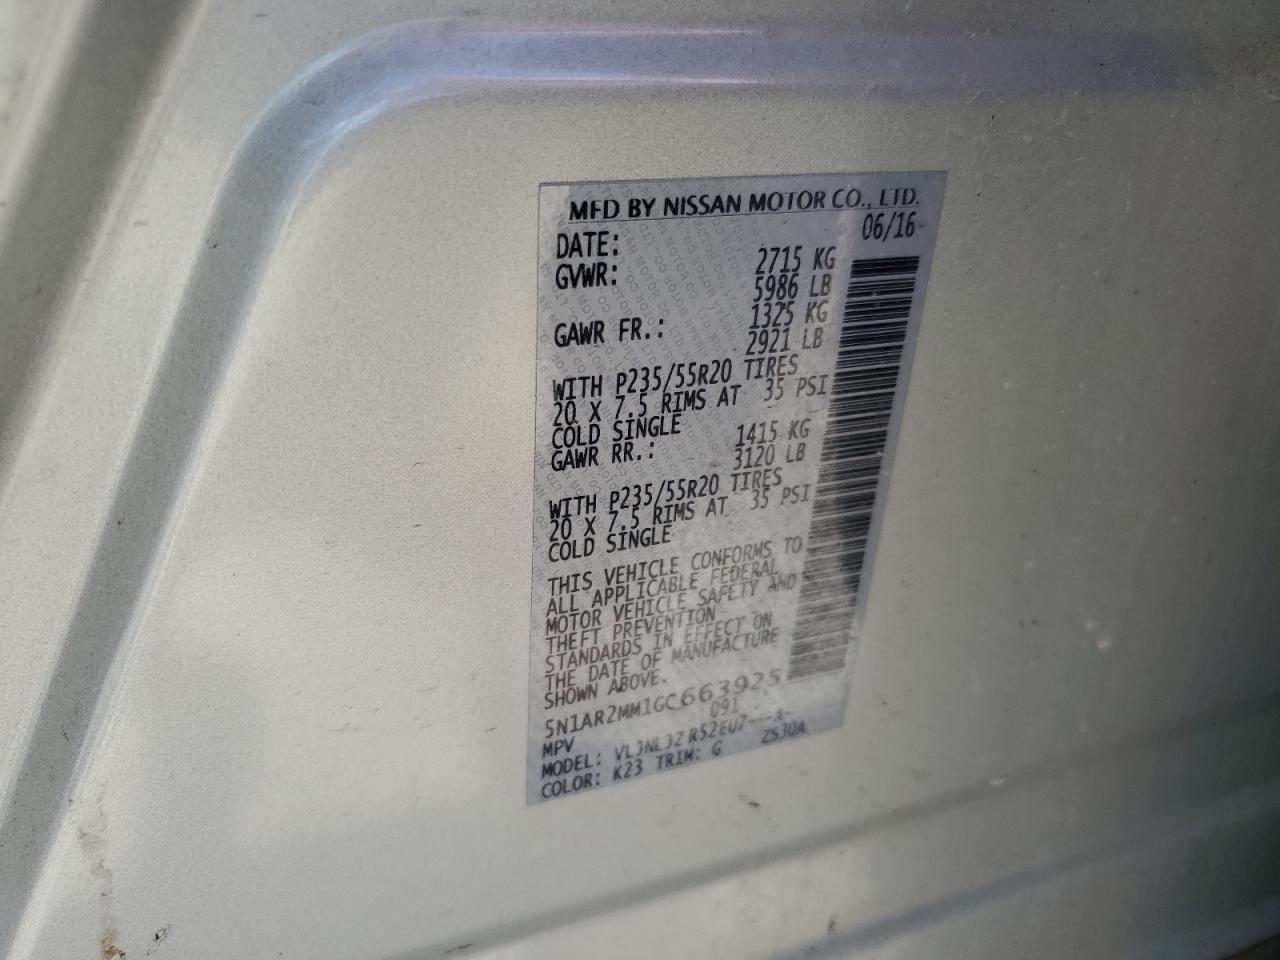 MFD BY NISSAN MOTOR CO., LTD.
DATE: 06/16
GVWR: 2715 KG
5986 LB
GAWR FR.: 1325 KG
2921 LB
WITH P235/55R20 TIRES
20 X 7.5 RIMS AT 35 PSI
COLD SINGLE
GAWR RR.: 1415 KG
3120 LB
WITH P235/55R20 TIRES
20 X 7.5 RIMS AT 35 PSI
COLD SINGLE
THIS VEHICLE CONFORMS TO
ALL APPLICABLE FEDERAL
MOTOR VEHICLE SAFETY AND
THEFT PREVENTION
STANDARDS IN EFFECT ON
THE DATE OF MANUFACTURE
SHOWN ABOVE.
5N1AR2MM1GC663925
MPV 091
MODEL:
COLOR: K23 TRIM: G ZS30A